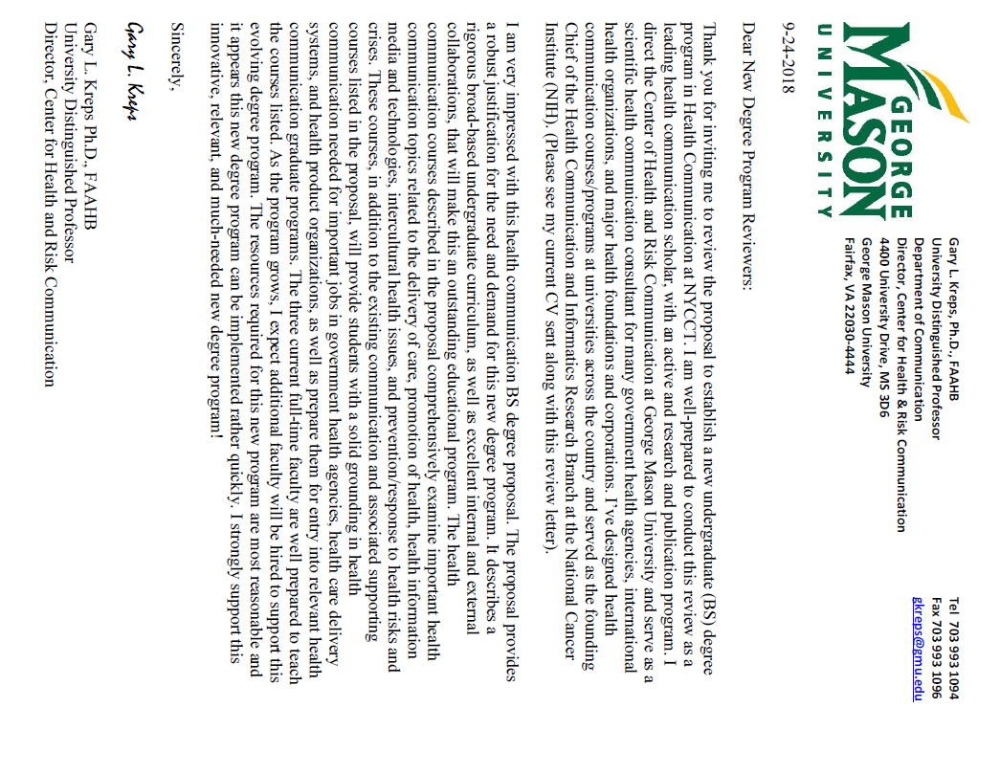 GEORGE
MASON
UNIVERSITY
Gary L. Kreps, Ph.D., FAAHB
University Distinguished Professor
Department of Communication
Director, Center for Health & Risk Communication
4400 University Drive, MS 3D6
George Mason University
Fairfax, VA 22030-4444
Tel 703 993 1094
Fax 703 993 1096
gkreps@gmu.edu
9-24-2018
Dear New Degree Program Reviewers:
Thank you for inviting me to review the proposal to establish a new undergraduate (BS) degree
program in Health Communication at NYCCT. I am well-prepared to conduct this review as a
leading health communication scholar, with an active and research and publication program. I
direct the Center of Health and Risk Communication at George Mason University and serve as a
scientific health communication consultant for many government health agencies, international
health organizations, and major health foundations and corporations. I've designed health
communication courses/programs at universities across the country and served as the founding
Chief of the Health Communication and Informatics Research Branch at the National Cancer
Institute (NIH). (Please see my current CV sent along with this review letter).
I am very impressed with this health communication BS degree proposal. The proposal provides
a robust justification for the need and demand for this new degree program. It describes a
rigorous broad-based undergraduate curriculum, as well as excellent internal and external
collaborations, that will make this an outstanding educational program. The health
communication courses described in the proposal comprehensively examine important health
communication topics related to the delivery of care, promotion of health, health information
media and technologies, intercultural health issues, and prevention/response to health risks and
crises. These courses, in addition to the existing communication and associated supporting
courses listed in the proposal, will provide students with a solid grounding in health
communication needed for important jobs in government health agencies, health care delivery
systems, and health product organizations, as well as prepare them for entry into relevant health
communication graduate programs. The three current full-time faculty are well prepared to teach
the courses listed. As the program grows, I expect additional faculty will be hired to support this
evolving degree program. The resources required for this new program are most reasonable and
it appears this new degree program can be implemented rather quickly. I strongly support this
innovative, relevant, and much-needed new degree program!
Sincerely,
Gary L. Kreps
Gary L. Kreps Ph.D., FAAHB
University Distinguished Professor
Director, Center for Health and Risk Communication